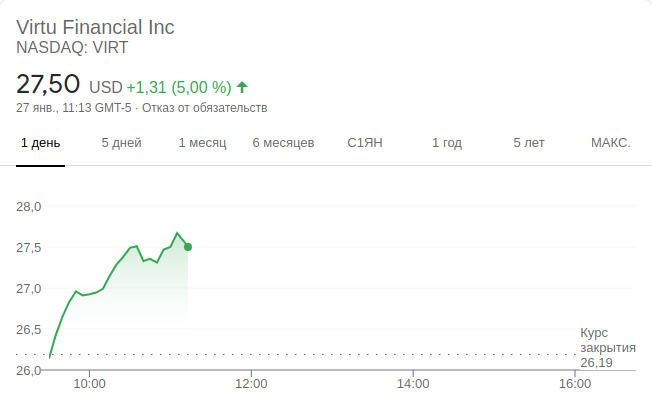 Virtu Financial Inc
NASDAQ: VIRT
27,50 USD +1,31 (5,00 %)
27 янв., 11:13 GMT-5 · Отказ от обязательств
1 день 5 дней 1 месяц 6 месяцев С1ЯН 1 год 5 лет МАКС.
28,0
27,5
27,0
26,5
26,0
Курс
закрытия
26,19
10:00 12:00 14:00 16:00